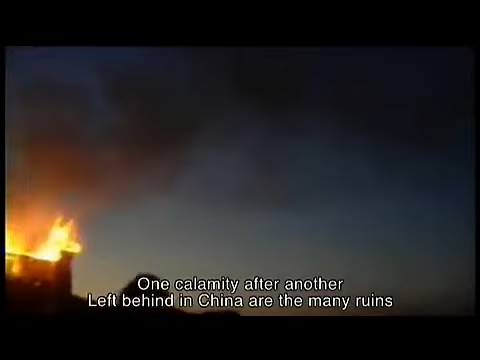 One calamity after another
Left behind in China are the many ruins